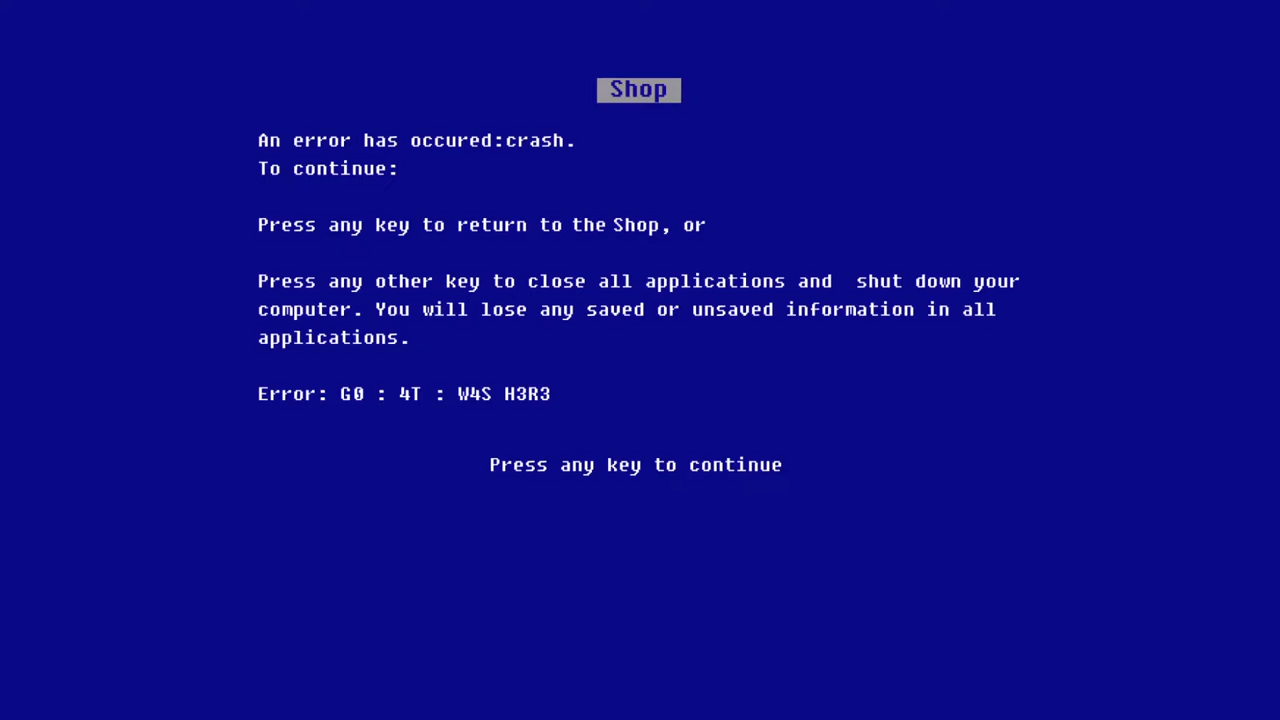 Shop
An error has occured:crash.
To continue:
Press any key to return to the Shop, or
Press any other key to close all applications and  shut down your
computer. You will lose any saved or unsaved information in all
applications.
Error: G0 : 4T : W4S H3R3
Press any key to continue